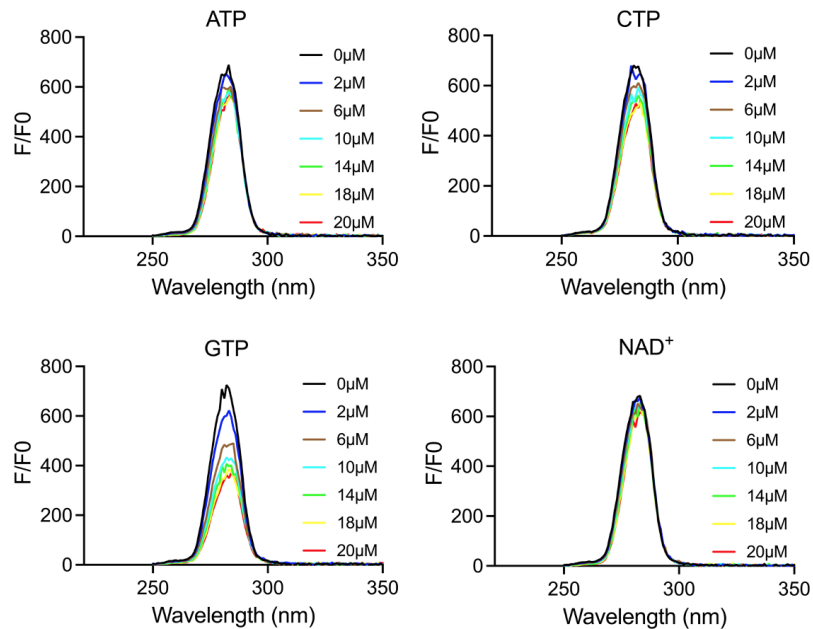 ATP
F/F0
800
600
400
200
0
250
300
350
Wavelength (nm)
0µM
2µM
6µM
10µM
14µM
18µM
20µM
CTP
F/F0
800
600
400
200
0
250
300
350
Wavelength (nm)
0µM
2µM
6µM
10µM
14µM
18µM
20µM
GTP
F/F0
800
600
400
200
0
250
300
350
Wavelength (nm)
0µM
2µM
6µM
10µM
14µM
18µM
20µM
NAD⁺
F/F0
800
600
400
200
0
250
300
350
Wavelength (nm)
0µM
2µM
6µM
10µM
14µM
18µM
20µM